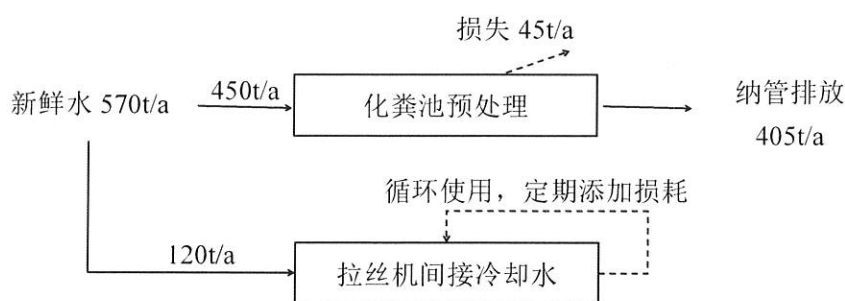 损失 45t/a
新鲜水 570t/a
450t/a
化粪池预处理
纳管排放
405t/a
循环使用，定期添加损耗
120t/a
拉丝机间接冷却水